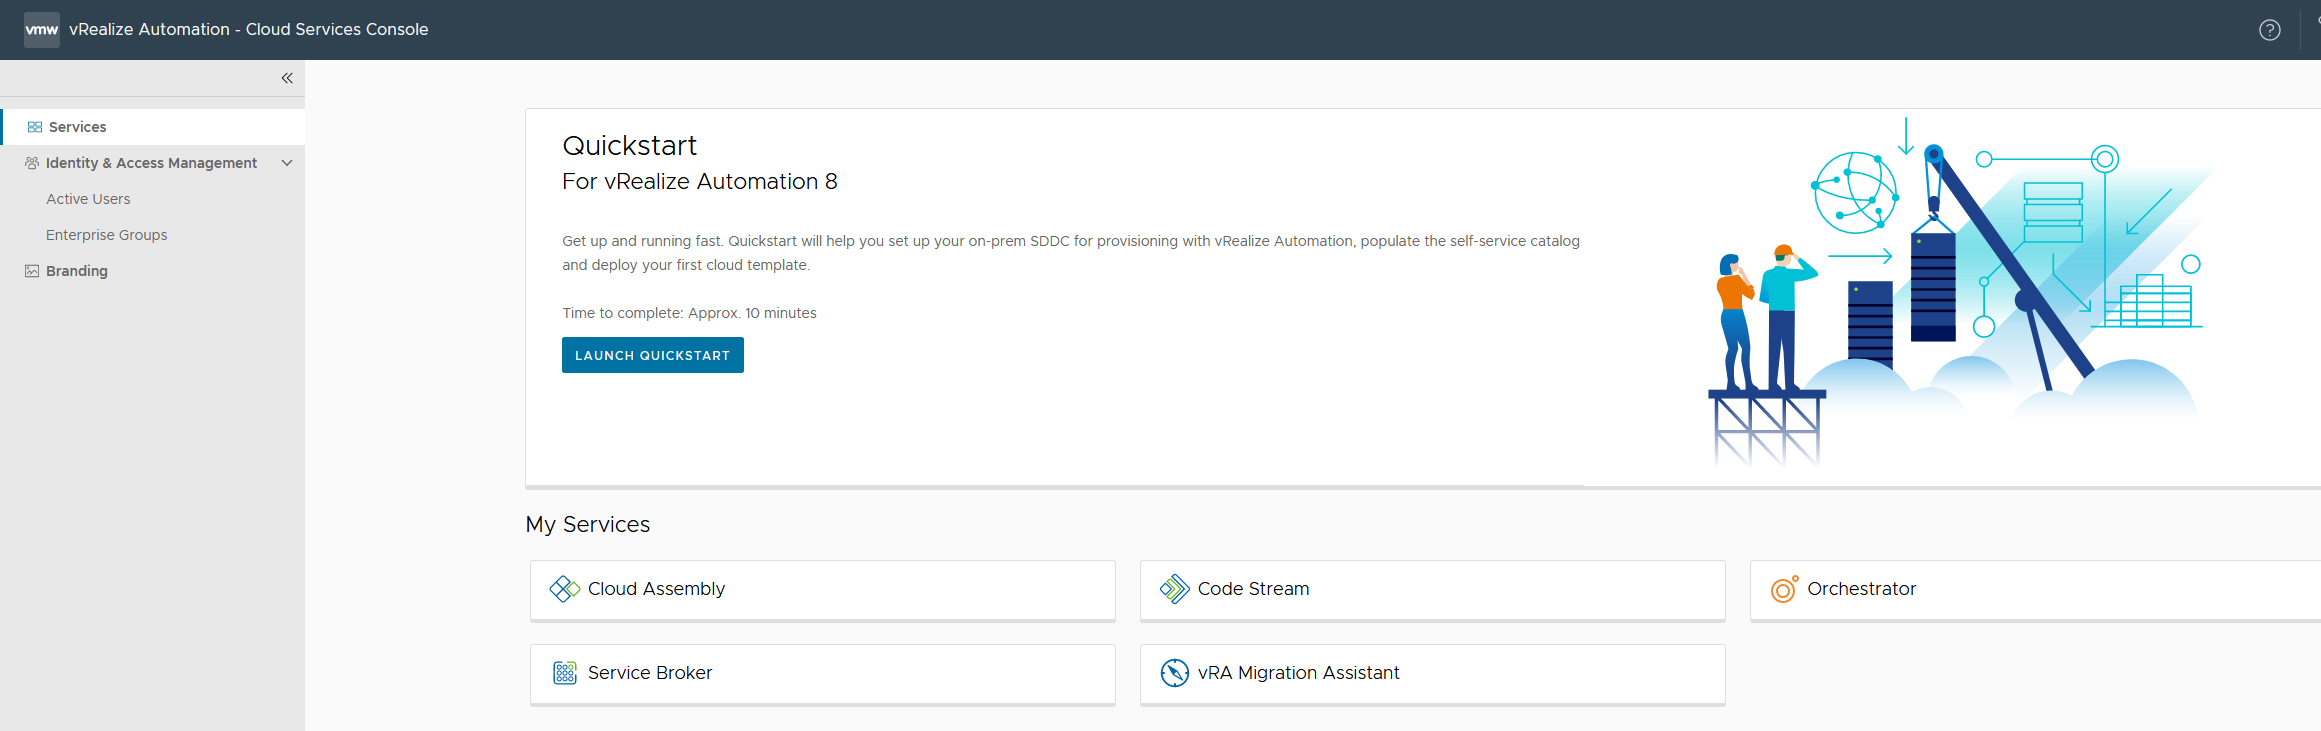 vmw vRealize Automation - Cloud Services Console
Services
Identity & Access Management
Active Users
Enterprise Groups
Branding
Quickstart
For vRealize Automation 8
Get up and running fast. Quickstart will help you set up your on-prem SDDC for provisioning with vRealize Automation, populate the self-service catalog
and deploy your first cloud template.
Time to complete: Approx. 10 minutes
LAUNCH QUICKSTART
My Services
Cloud Assembly
Code Stream
Orchestrator
Service Broker
vRA Migration Assistant